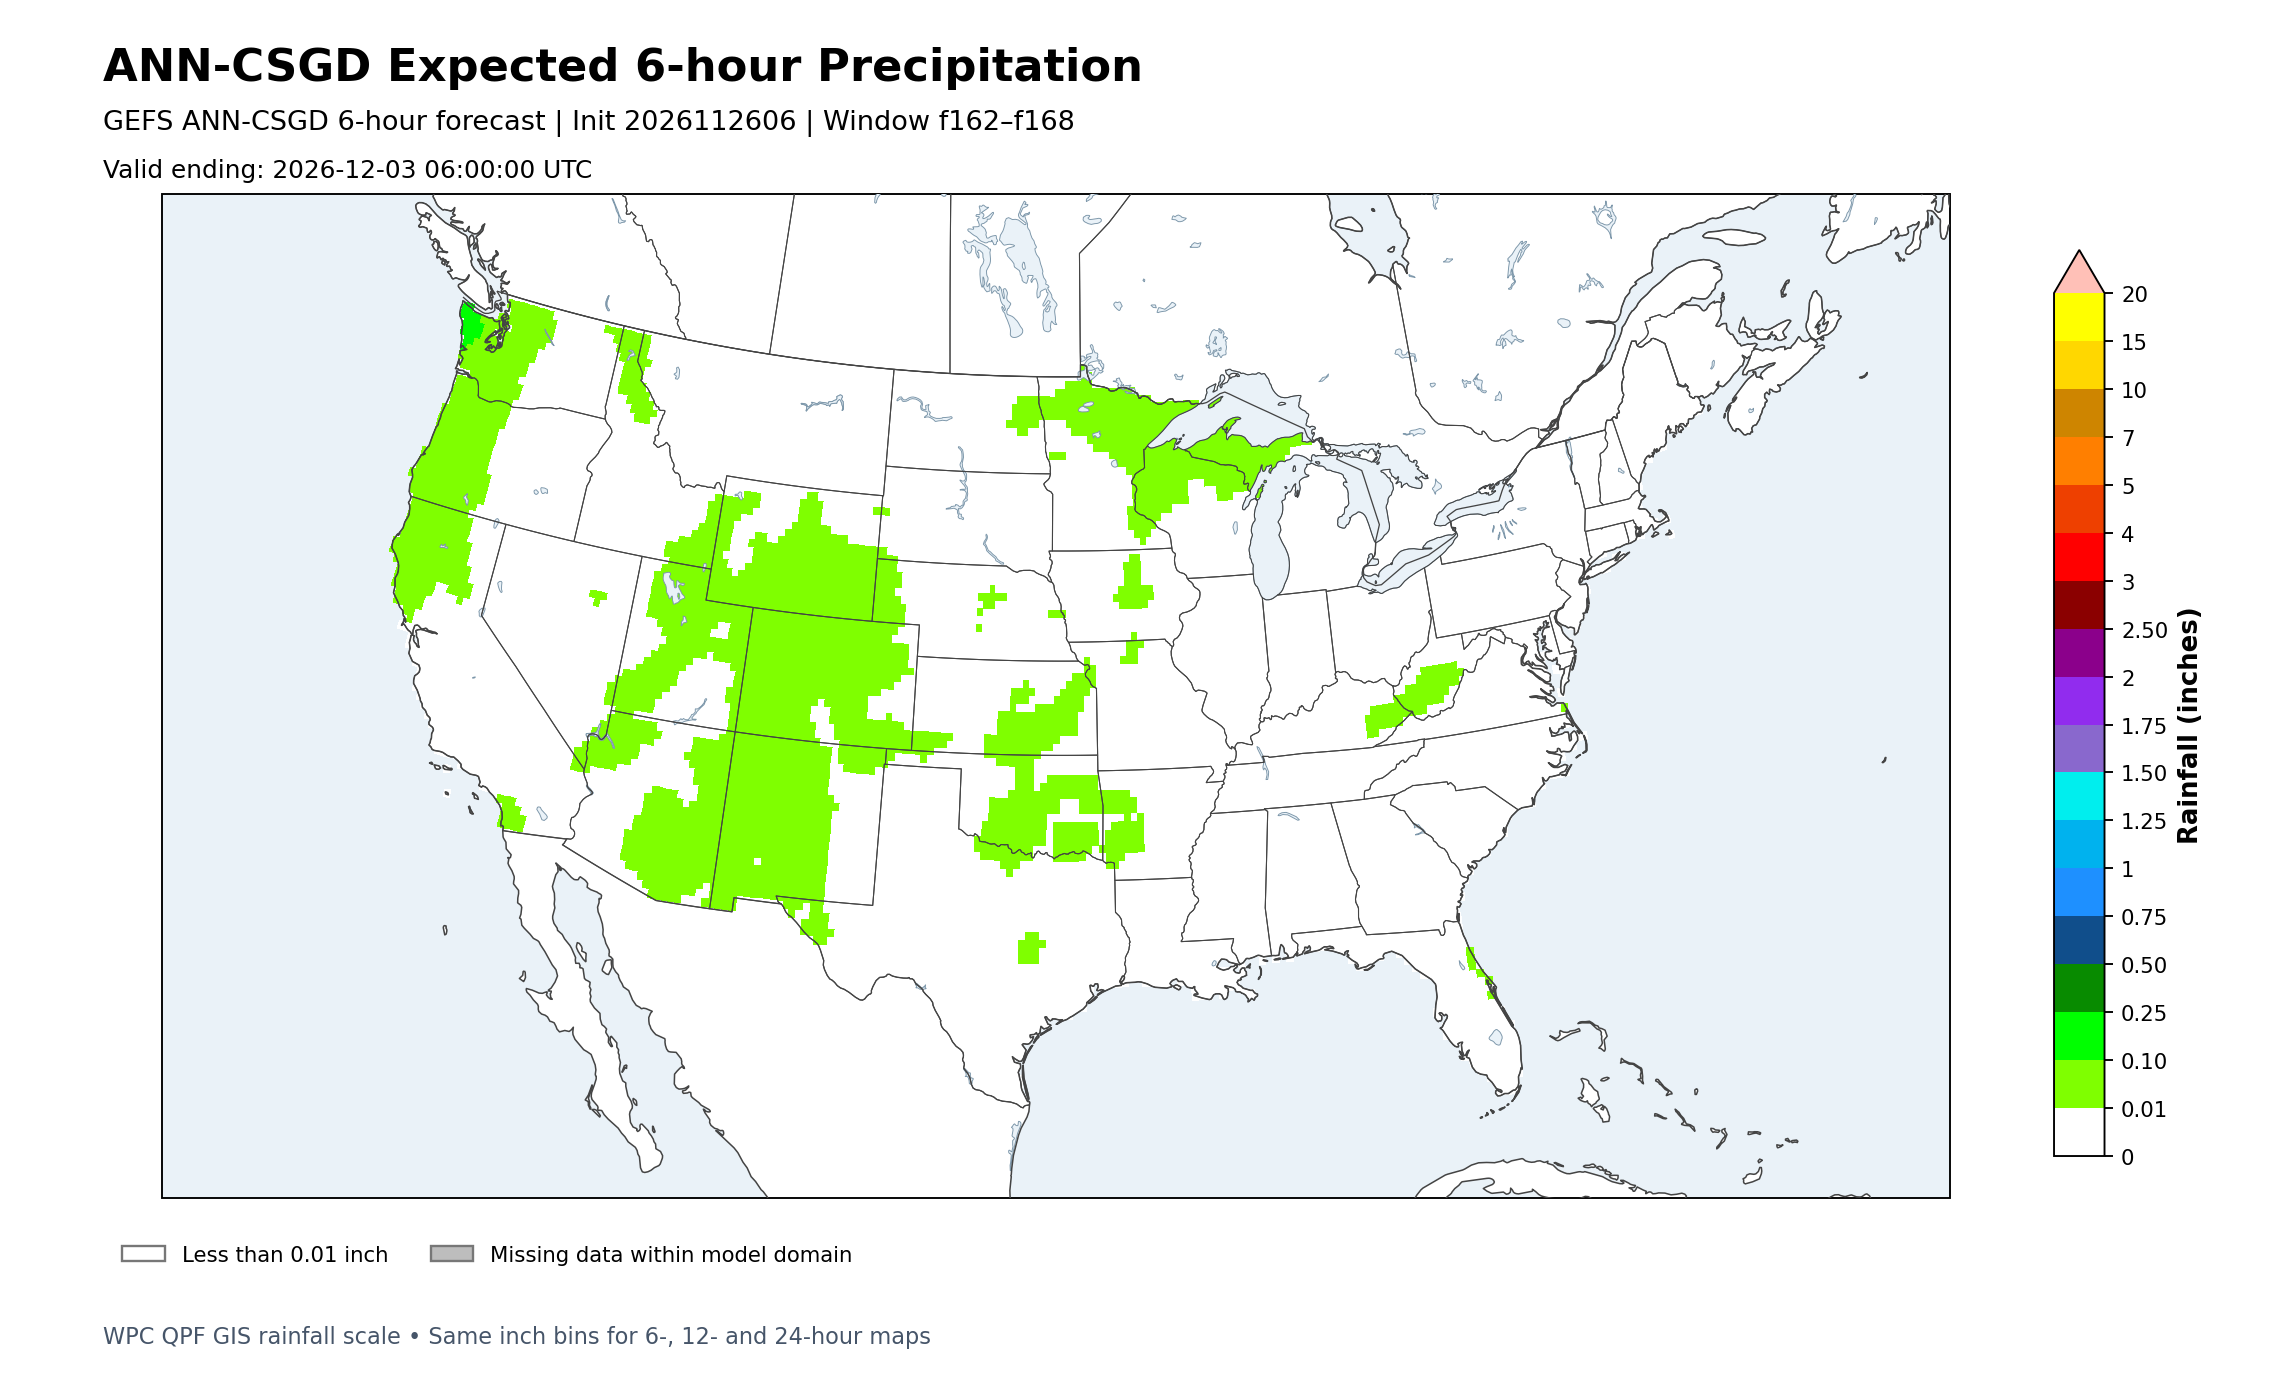 ANN-CSGD Expected 6-hour Precipitation
GEFS ANN-CSGD 6-hour forecast | Init 2026112606 | Window f162–f168
Valid ending: 2026-12-03 06:00:00 UTC
20
15
10
7
5
4
3
2.50
2
1.75
1.50
1.25
1
0.75
0.50
0.25
0.10
0.01
0
Rainfall (inches)
Less than 0.01 inch
Missing data within model domain
WPC QPF GIS rainfall scale • Same inch bins for 6-, 12- and 24-hour maps